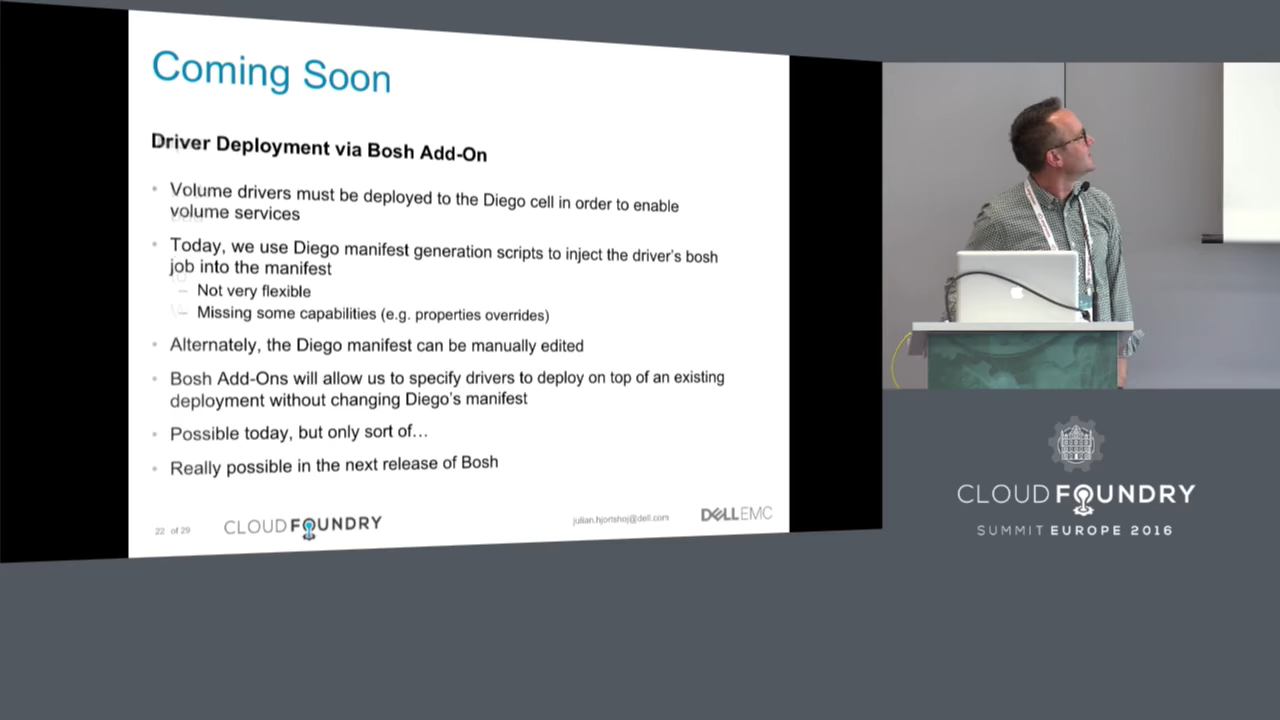 Coming Soon
Driver Deployment via Bosh Add-On
Volume drivers must be deployed to the Diego cell in order to enable
volume services
Today, we use Diego manifest generation scripts to inject the driver's bosh
job into the manifest
Not very flexible
Missing some capabilities (e.g. properties overrides)
Alternately, the Diego manifest can be manually edited
Bosh Add-Ons will allow us to specify drivers to deploy on top of an existing
deployment without changing Diego's manifest
Possible today, but only sort of...
Really possible in the next release of Bosh
22 of 29
CLOUDFOUNDRY
julian.hjortshoj@dell.com
DELLEMC
CLOUDFOUNDRY
SUMMIT EUROPE 2016